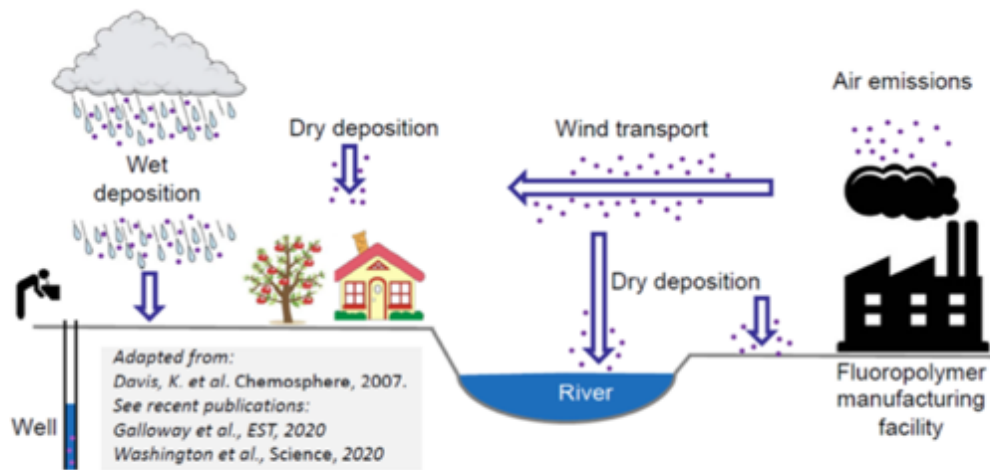 Air emissions
Dry deposition
Wind transport
Wet
deposition
Dry deposition
Adapted from:
Davis, K. et al. Chemosphere, 2007.
See recent publications:
Galloway et al., EST, 2020
Washington et al., Science, 2020
Well
River
Fluoropolymer
manufacturing
facility